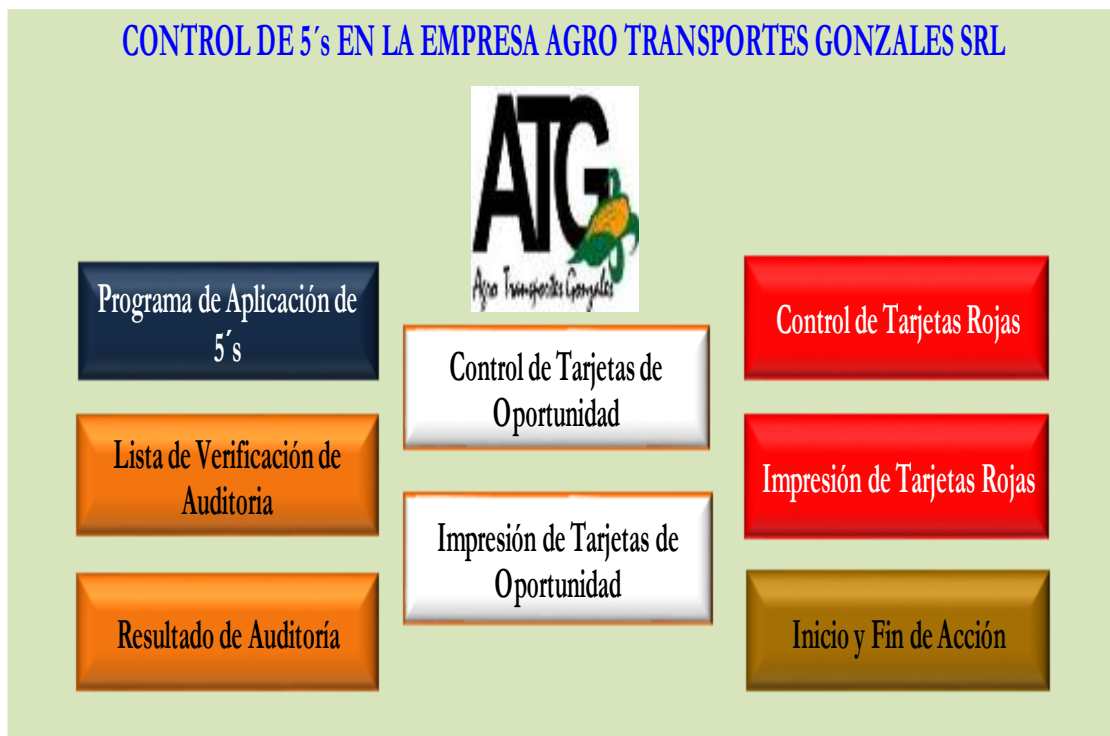 CONTROL DE 5´s EN LA EMPRESA AGRO TRANSPORTES GONZALES SRL
ATG
Agro Transportes Gonzales
Programa de Aplicación de
5´s
Lista de Verificación de
Auditoria
Resultado de Auditoría
Control de Tarjetas de
Oportunidad
Impresión de Tarjetas de
Oportunidad
Control de Tarjetas Rojas
Impresión de Tarjetas Rojas
Inicio y Fin de Acción